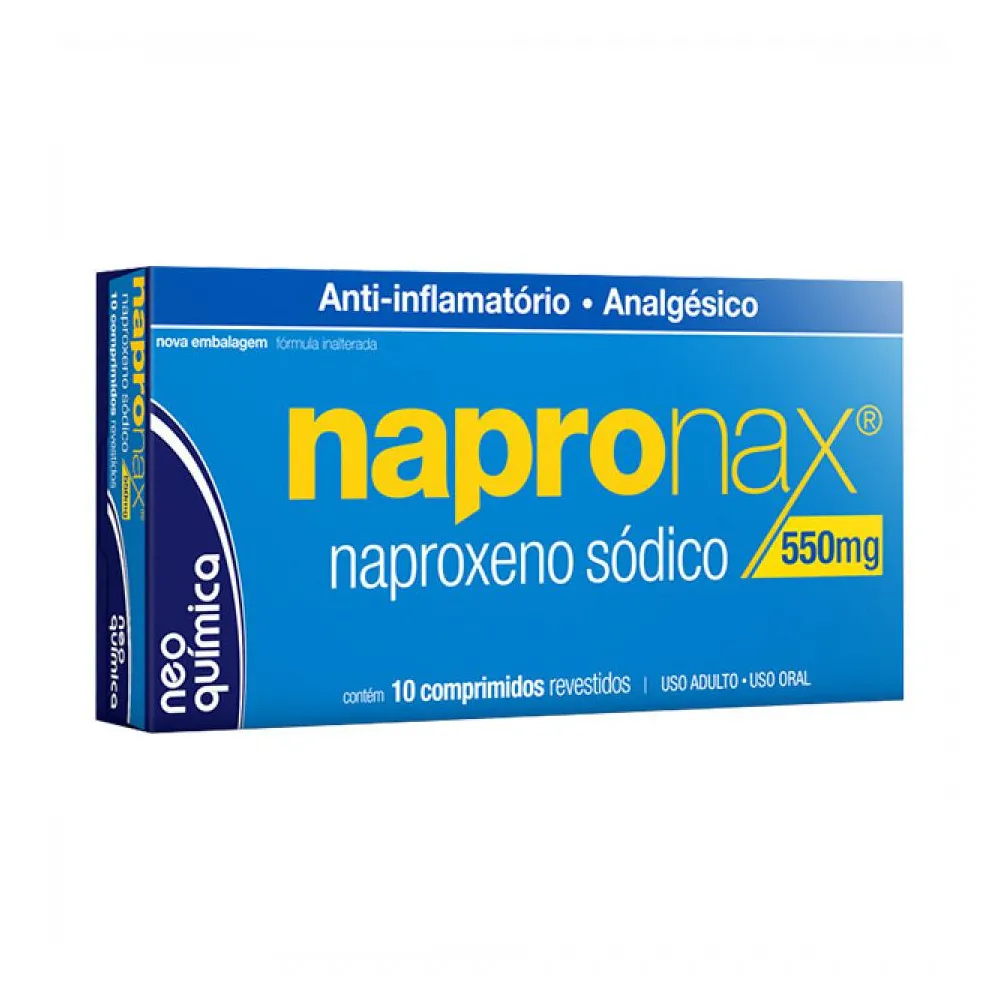 Anti-inflamatório • Analgésico
nova embalagem fórmula inalterada
napronax®
naproxeno sódico 550mg
contém 10 comprimidos revestidos | USO ADULTO • USO ORAL
neo
química
napronax®
naproxeno sódico
10 comprimidos revestidos
neo
química